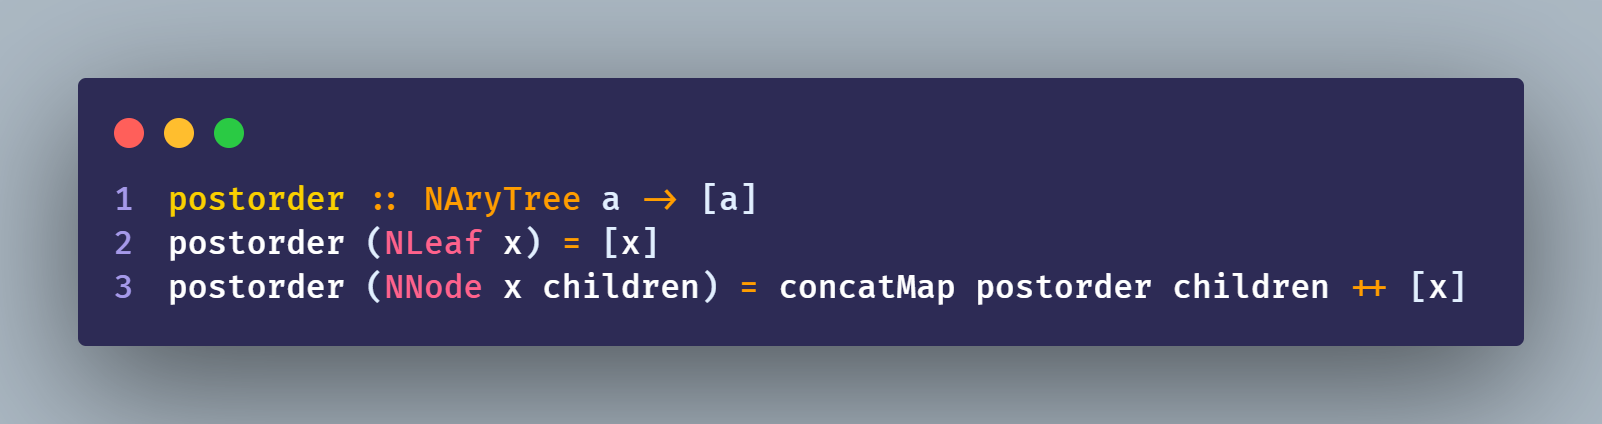 1 postorder :: NAryTree a -> [a]
2 postorder (NLeaf x) = [x]
3 postorder (NNode x children) = concatMap postorder children ++ [x]